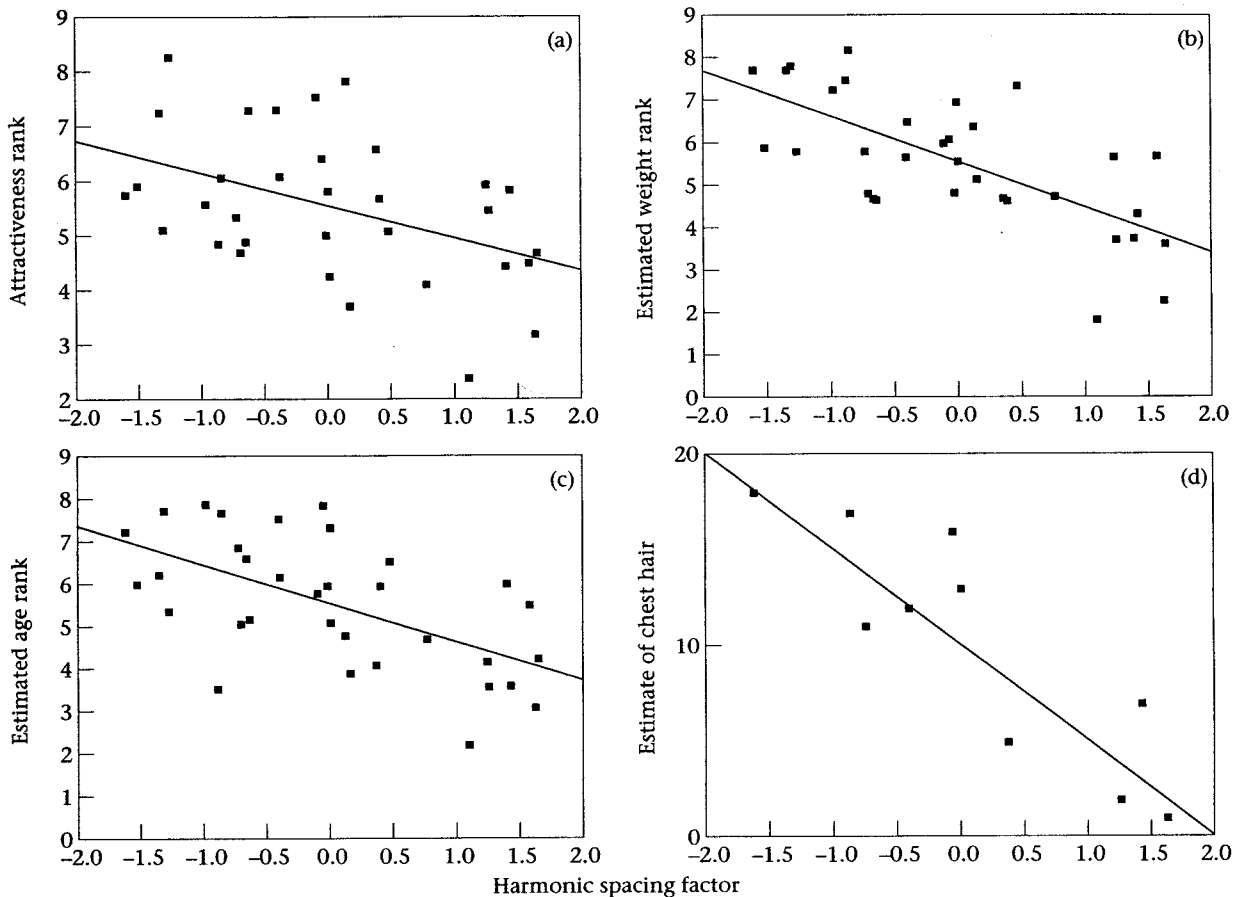 (a)
Attractiveness rank
9
8
7
6
5
4
3
2
–2.0 –1.5 –1.0 –0.5 0.0 0.5 1.0 1.5 2.0
(b)
Estimated weight rank
9
8
7
6
5
4
3
2
1
0
–2.0 –1.5 –1.0 –0.5 0.0 0.5 1.0 1.5 2.0
(c)
Estimated age rank
9
8
7
6
5
4
3
2
1
0
–2.0 –1.5 –1.0 –0.5 0.0 0.5 1.0 1.5 2.0
(d)
Estimate of chest hair
20
10
0
–2.0 –1.5 –1.0 –0.5 0.0 0.5 1.0 1.5 2.0
Harmonic spacing factor